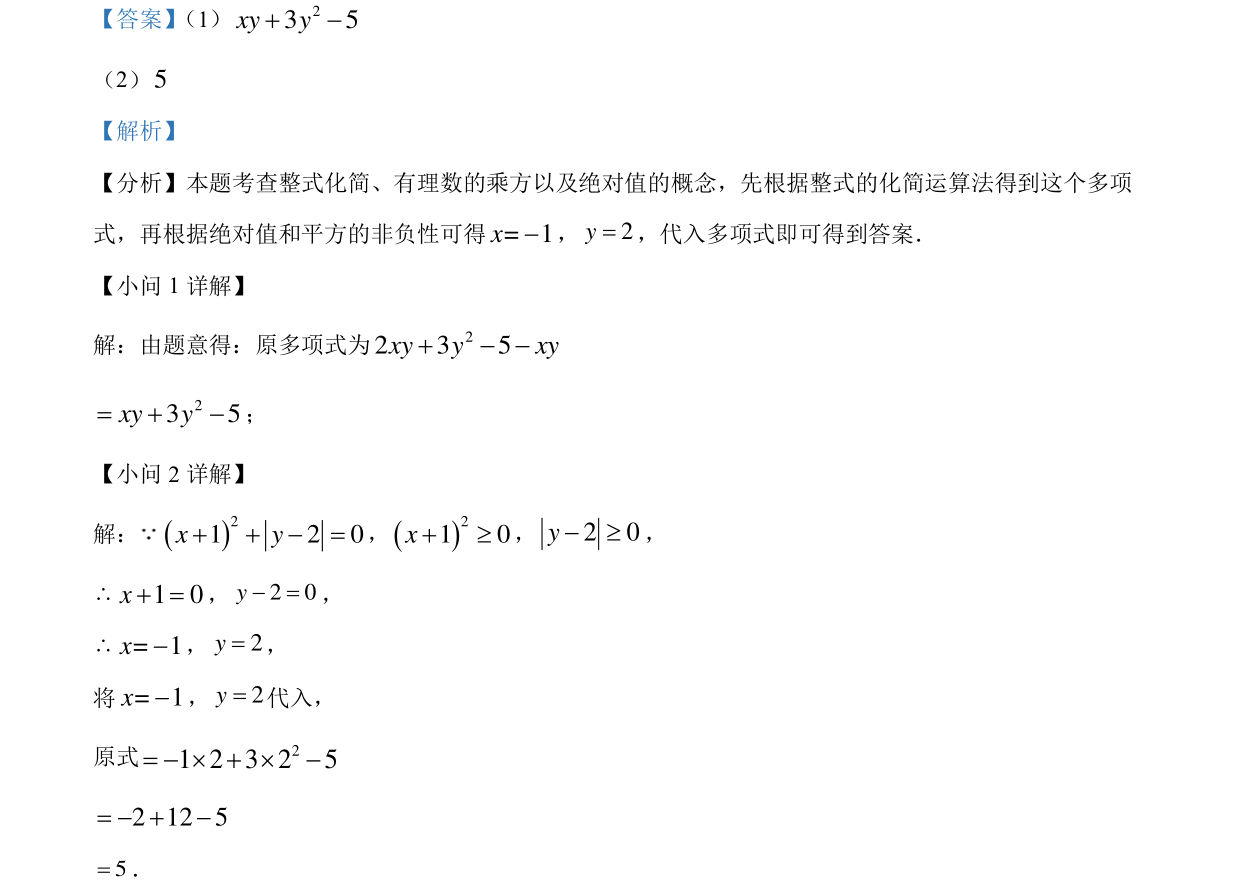 【答案】（1）xy+3y²−5
（2）5
【解析】
【分析】本题考查整式化简、有理数的乘方以及绝对值的概念，先根据整式的化简运算法得到这个多项
式，再根据绝对值和平方的非负性可得x=−1，y=2，代入多项式即可得到答案．
【小问1详解】
解：由题意得：原多项式为2xy+3y²−5−xy
=xy+3y²−5；
【小问2详解】
解：∵(x+1)²+|y−2|=0，(x+1)²≥0，|y−2|≥0，
∴x+1=0，y−2=0，
∴x=−1，y=2，
将x=−1，y=2代入，
原式=−1×2+3×2²−5
=−2+12−5
=5．